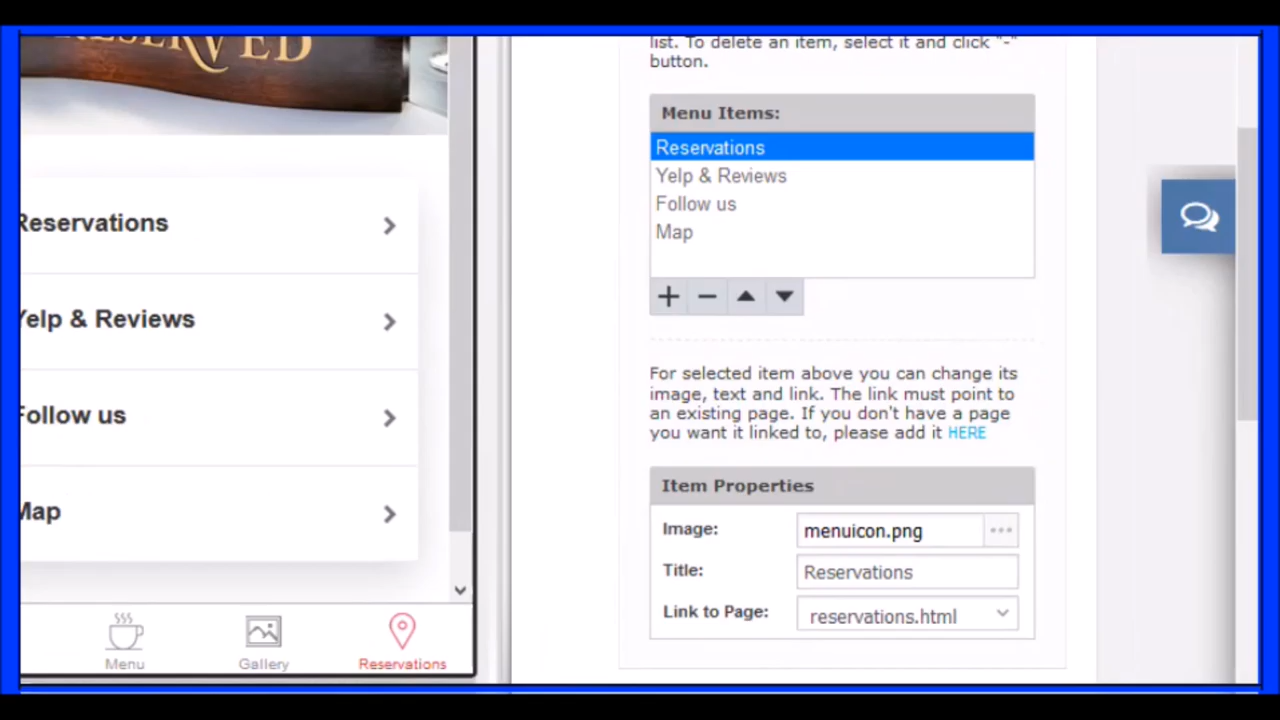 RESERVED
Reservations
Yelp & Reviews
Follow us
Map
Menu
Gallery
Reservations
list. To delete an item, select it and click "-"
button.
Menu Items:
Reservations
Yelp & Reviews
Follow us
Map
For selected item above you can change its
image, text and link. The link must point to
an existing page. If you don't have a page
you want it linked to, please add it HERE
Item Properties
Image: menuicon.png
Title: Reservations
Link to Page: reservations.html